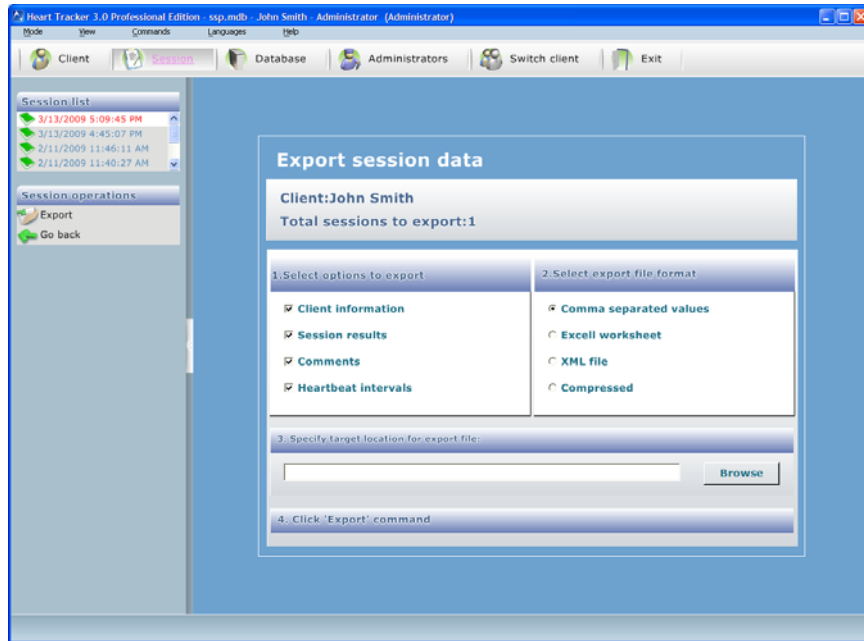 Heart Tracker 3.0 Professional Edition - ssp.mdb - John Smith - Administrator (Administrator)
Mode View Commands Languages Help
Client Session Database Administrators Switch client Exit
Session list
3/13/2009 5:09:45 PM
3/13/2009 4:45:07 PM
2/11/2009 11:46:11 AM
2/11/2009 11:40:27 AM
Session operations
Export
Go back
Export session data
Client:John Smith
Total sessions to export:1
1.Select options to export
Client information
Session results
Comments
Heartbeat intervals
2.Select export file format
Comma separated values
Excell worksheet
XML file
Compressed
3. Specify target location for export file:
Browse
4. Click 'Export' command